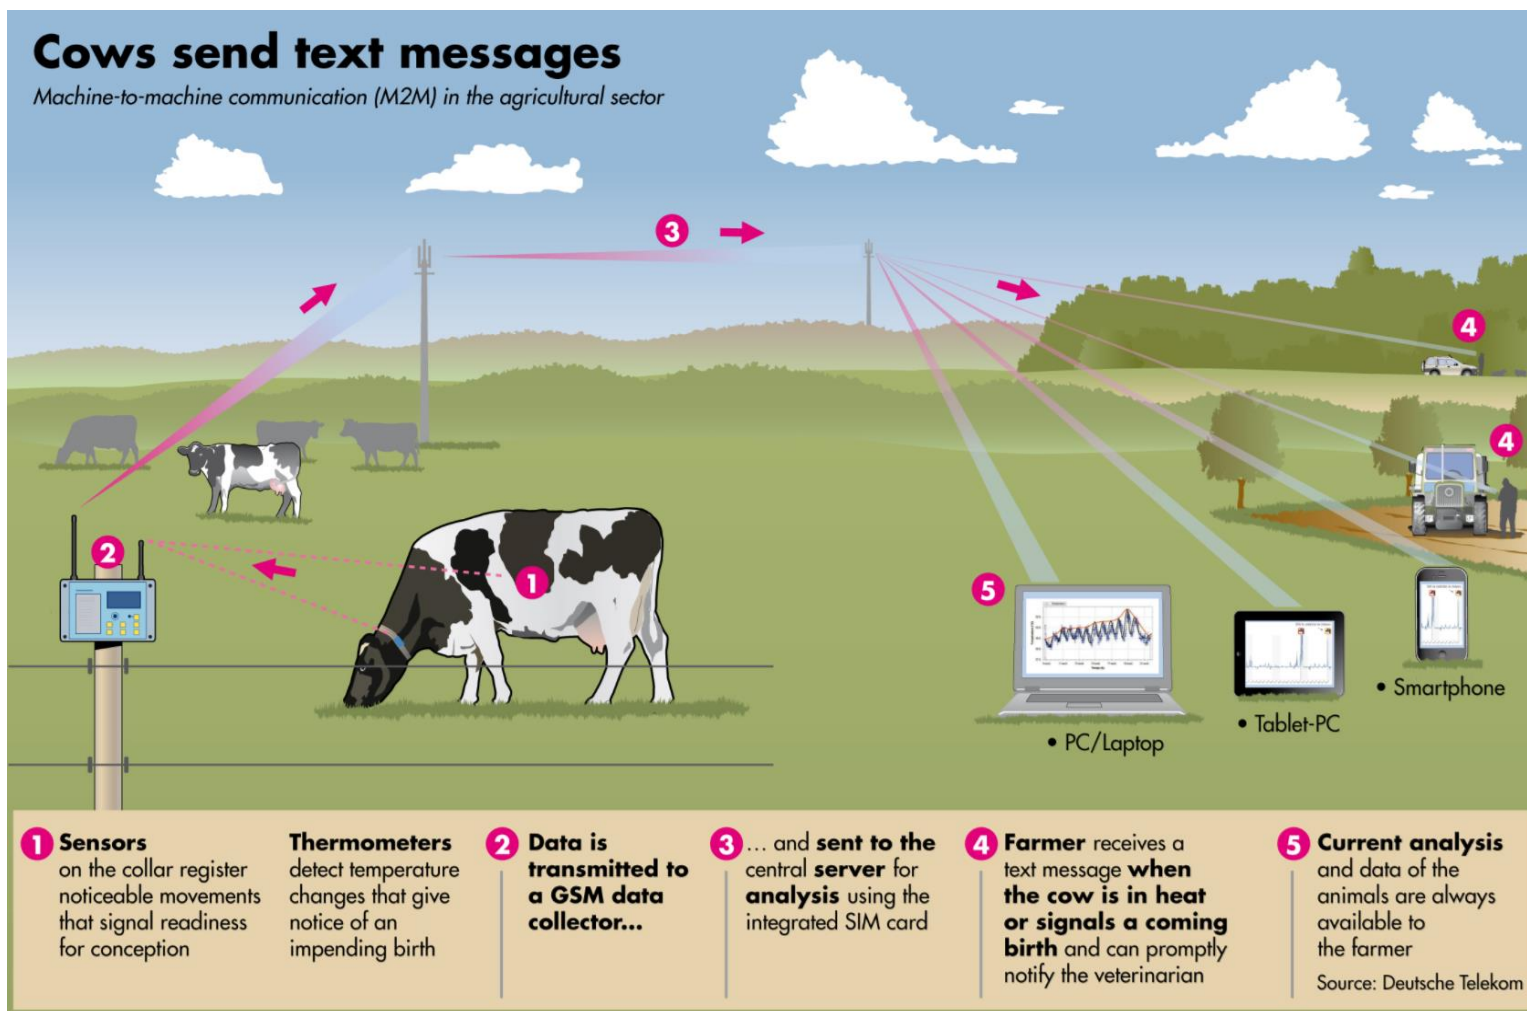 Cows send text messages
Machine-to-machine communication (M2M) in the agricultural sector
3
4
4
2
1
5
• Smartphone
• Tablet-PC
• PC/Laptop
1 Sensors
on the collar register
noticeable movements
that signal readiness
for conception
Thermometers
detect temperature
changes that give
notice of an
impending birth
2 Data is
transmitted to
a GSM data
collector...
3 ... and sent to the
central server for
analysis using the
integrated SIM card
4 Farmer receives a
text message when
the cow is in heat
or signals a coming
birth and can promptly
notify the veterinarian
5 Current analysis
and data of the
animals are always
available to
the farmer
Source: Deutsche Telekom